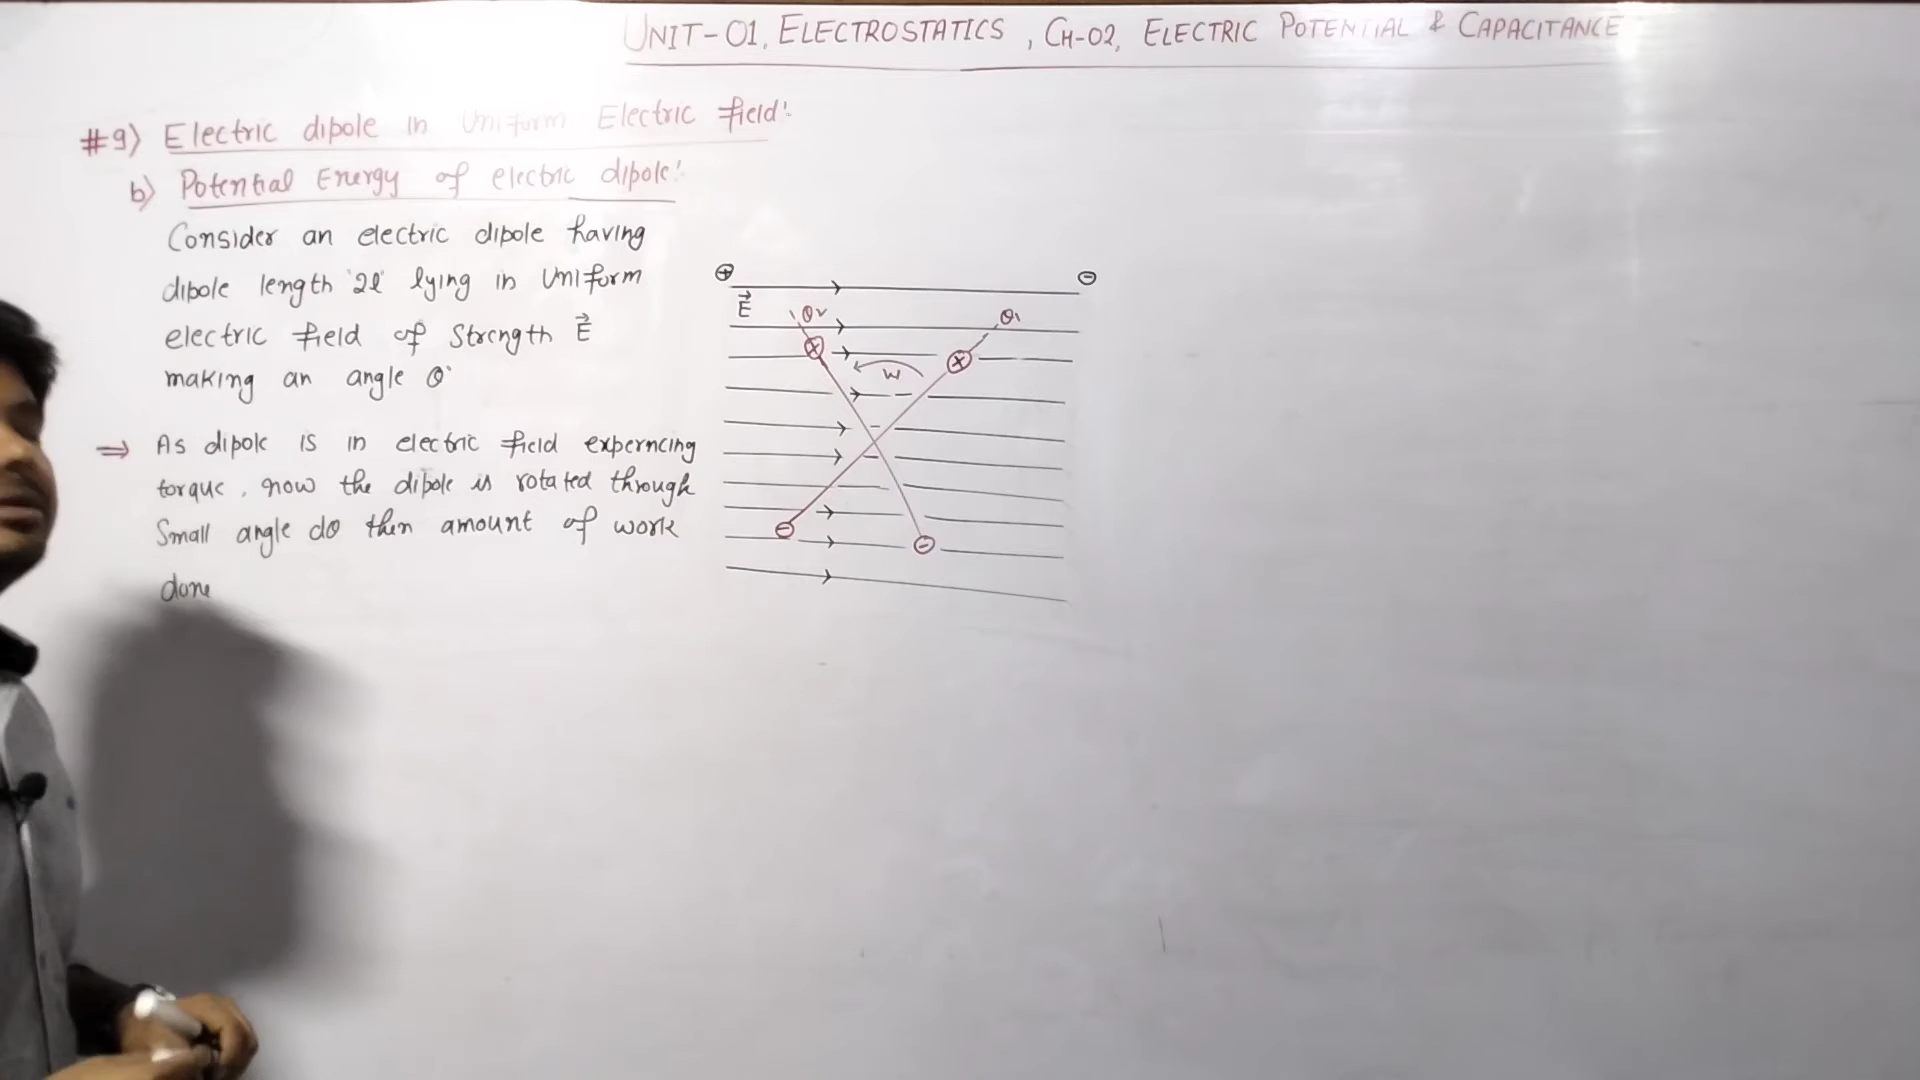 UNIT-01, ELECTROSTATICS, CH-02, ELECTRIC POTENTIAL & CAPACITANCE
#9) Electric dipole in Uniform Electric field:
b) Potential Energy of electric dipole:
Consider an electric dipole having
dipole length '2l' lying in Uniform
electric field of Strength E⃗
making an angle θ
⇒ As dipole is in electric field experncing
torque, now the dipole is rotated through
Small angle dθ then amount of work
done
⊕ ⊖
E⃗
θ₂ θ₁
⊕ ⊕
W
⊖ ⊖